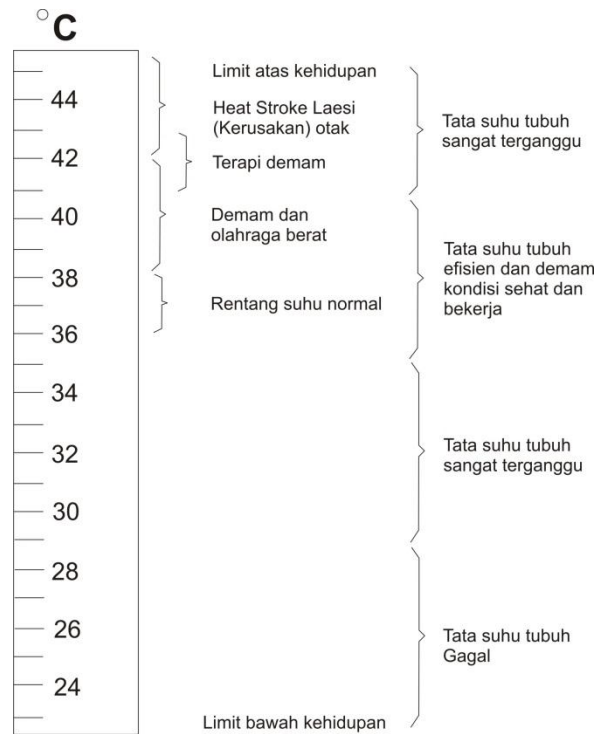 °C
44
42
40
38
36
34
32
30
28
26
24
Limit atas kehidupan
Heat Stroke Laesi
(Kerusakan) otak
Terapi demam
Demam dan
olahraga berat
Rentang suhu normal
Limit bawah kehidupan
Tata suhu tubuh
sangat terganggu
Tata suhu tubuh
efisien dan demam
kondisi sehat dan
bekerja
Tata suhu tubuh
sangat terganggu
Tata suhu tubuh
Gagal